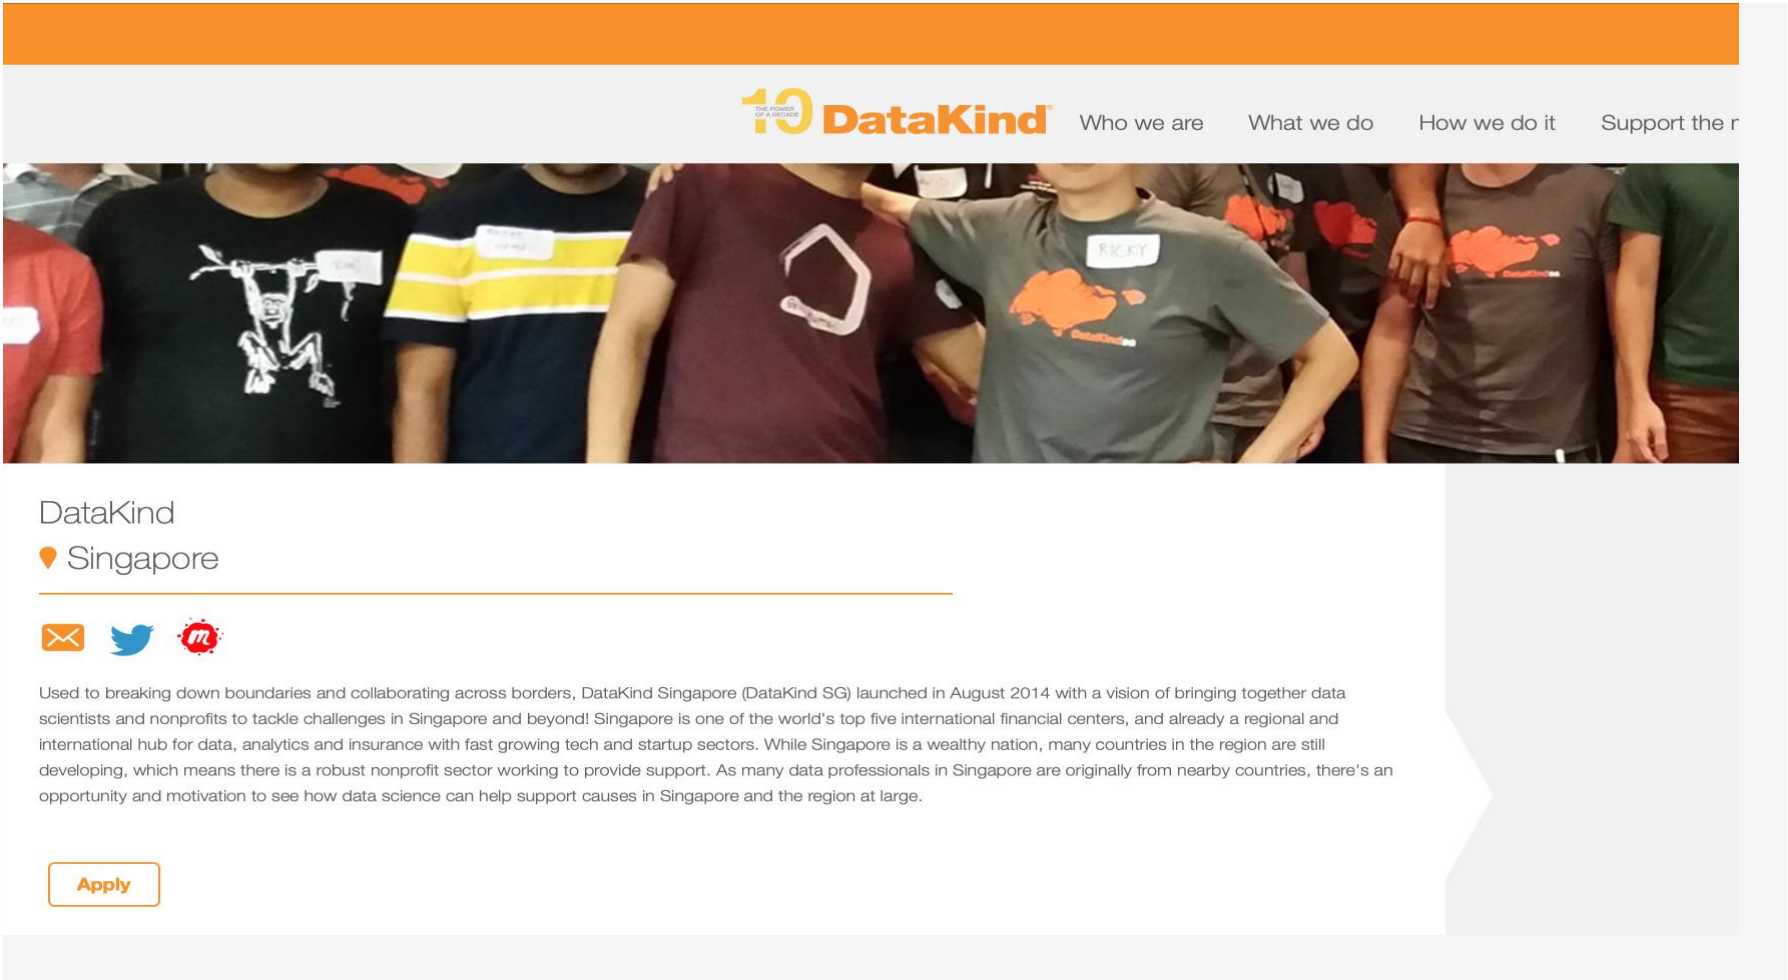 THE POWER
OF A DECADE
10
DataKind®
Who we are
What we do
How we do it
Support the
RICKY
DataKindSG
DataKindSG
DataKind
Singapore
m
Used to breaking down boundaries and collaborating across borders, DataKind Singapore (DataKind SG) launched in August 2014 with a vision of bringing together data
scientists and nonprofits to tackle challenges in Singapore and beyond! Singapore is one of the world's top five international financial centers, and already a regional and
international hub for data, analytics and insurance with fast growing tech and startup sectors. While Singapore is a wealthy nation, many countries in the region are still
developing, which means there is a robust nonprofit sector working to provide support. As many data professionals in Singapore are originally from nearby countries, there's an
opportunity and motivation to see how data science can help support causes in Singapore and the region at large.
Apply